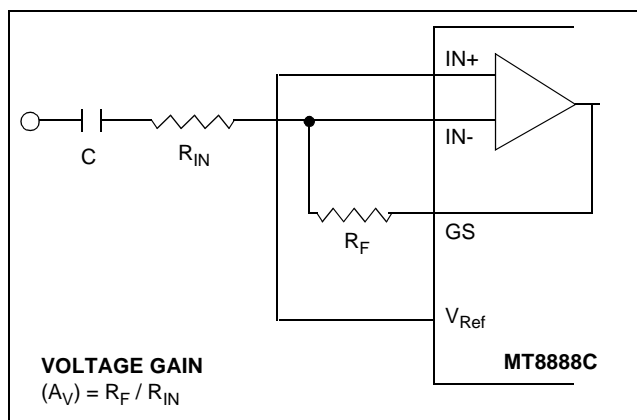 IN+
C
R_IN
IN-
R_F
GS
V_Ref
VOLTAGE GAIN
(A_V) = R_F / R_IN
MT8888C